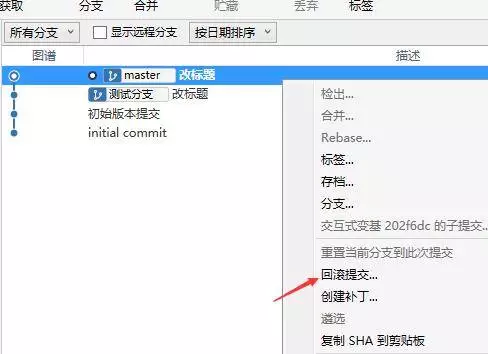 获取 分支 合并 贮藏 丢弃 标签
所有分支 显示远程分支 按日期排序
图谱 描述
master 改标题
测试分支 改标题
初始版本提交
initial commit
检出...
合并...
Rebase...
标签...
存档...
分支...
交互式变基 202f6dc 的子提交...
重置当前分支到此次提交
回滚提交...
创建补丁...
遴选
复制 SHA 到剪贴板